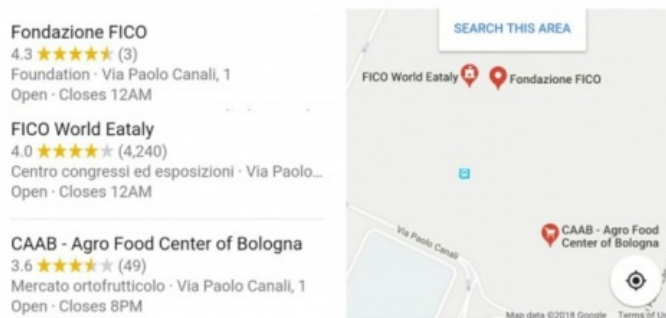 Fondazione FICO
4.3 ★★★★★ (3)
Foundation · Via Paolo Canali, 1
Open · Closes 12AM
FICO World Eataly
4.0 ★★★★★ (4,240)
Centro congressi ed esposizioni · Via Paolo...
Open · Closes 12AM
CAAB - Agro Food Center of Bologna
3.6 ★★★★★ (49)
Mercato ortofrutticolo · Via Paolo Canali, 1
Open · Closes 8PM
SEARCH THIS AREA
FICO World Eataly
Fondazione FICO
CAAB - Agro Food
Center of Bologna
Via Paolo Canali
Map data ©2018 Google Terms of U